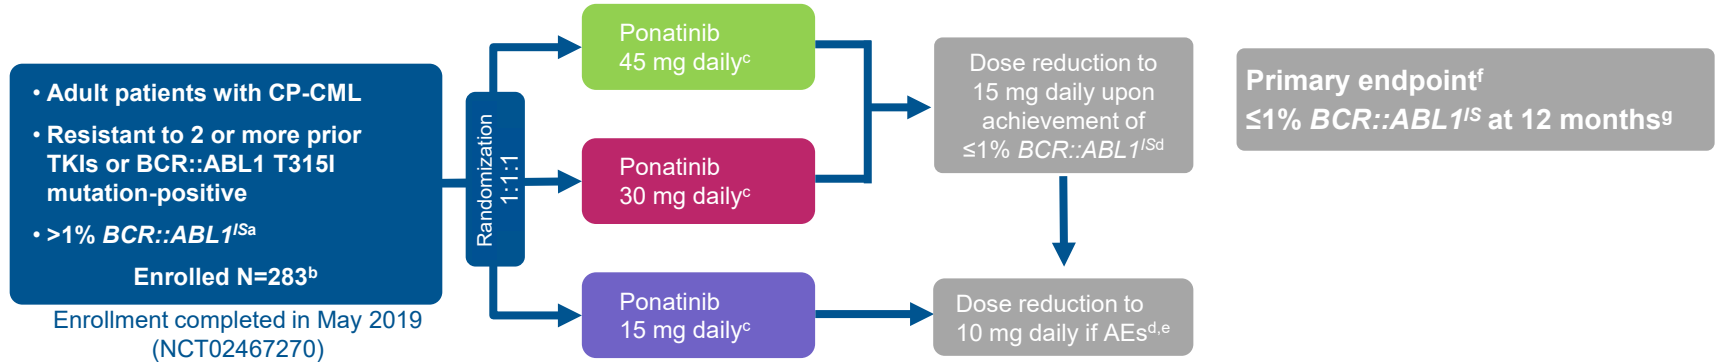 • Adult patients with CP-CML
• Resistant to 2 or more prior
TKIs or BCR::ABL1 T315I
mutation-positive
• >1% BCR::ABL1ISa
Enrolled N=283b
Enrollment completed in May 2019
(NCT02467270)
Randomization
1:1:1
Ponatinib
45 mg dailyc
Ponatinib
30 mg dailyc
Ponatinib
15 mg dailyc
Dose reduction to
15 mg daily upon
achievement of
≤1% BCR::ABL1ISd
Dose reduction to
10 mg daily if AEsd,e
Primary endpointf
≤1% BCR::ABL1IS at 12 monthsg